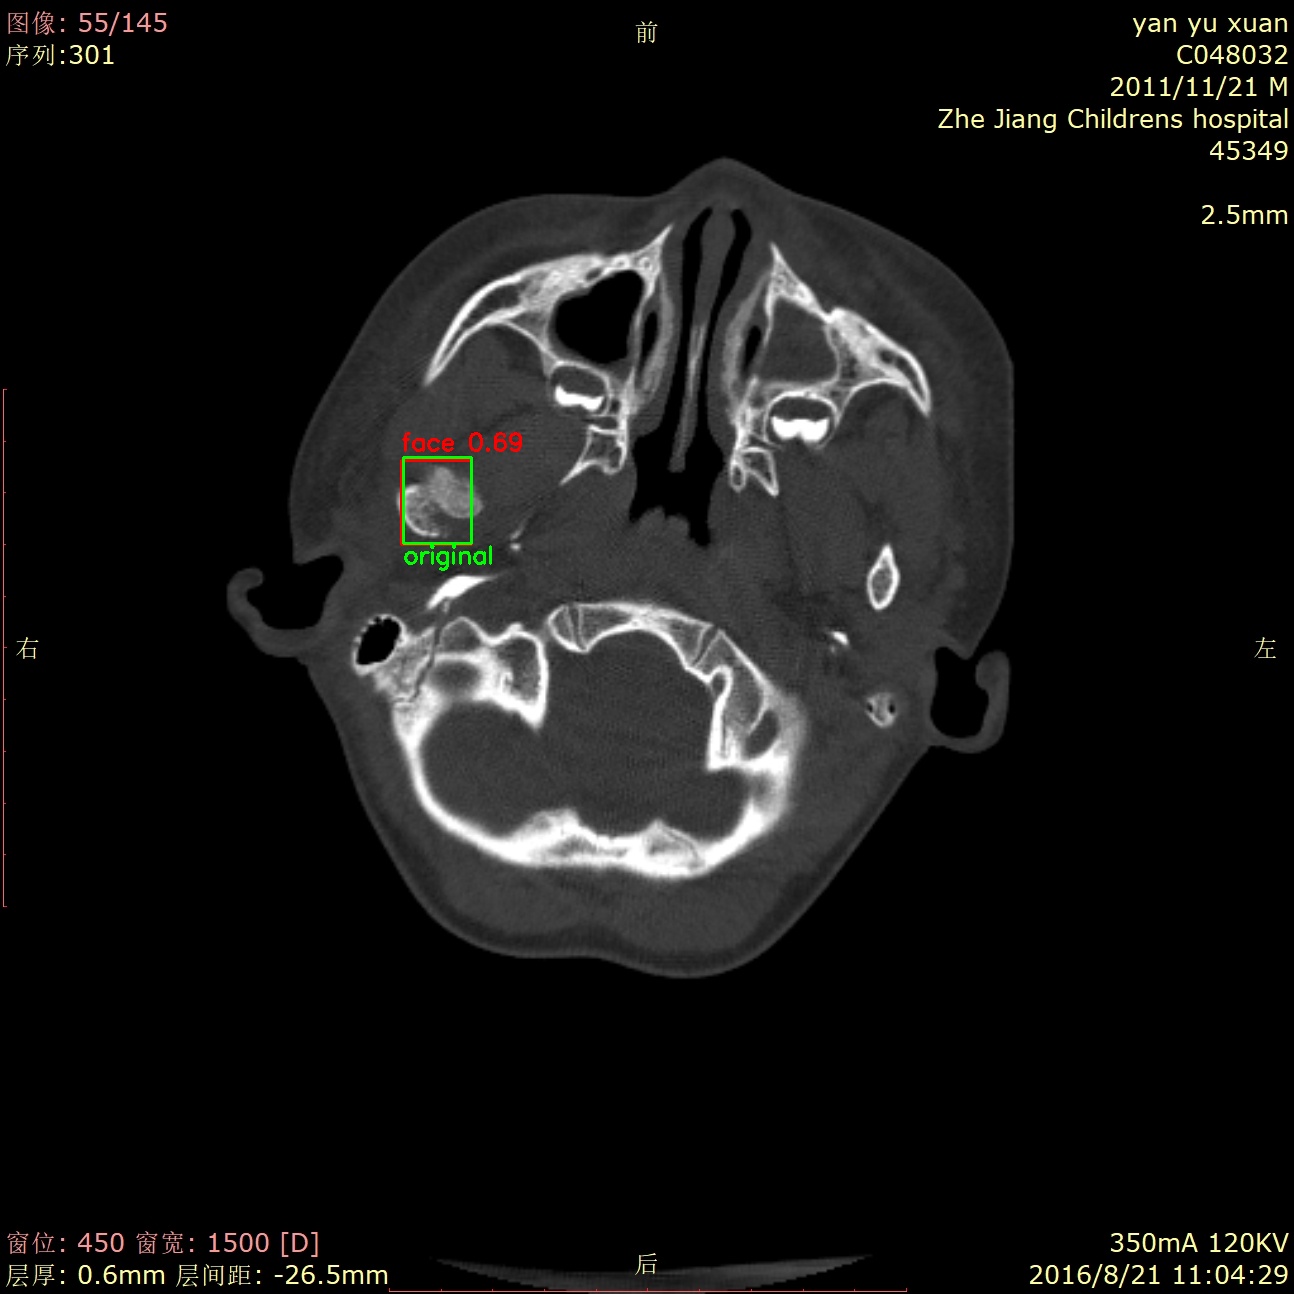 图像: 55/145
序列:301
前
yan yu xuan
C048032
2011/11/21 M
Zhe Jiang Childrens hospital
45349
2.5mm
face 0.69
original
右
左
窗位: 450 窗宽: 1500 [D]
层厚: 0.6mm 层间距: -26.5mm
后
350mA 120KV
2016/8/21 11:04:29